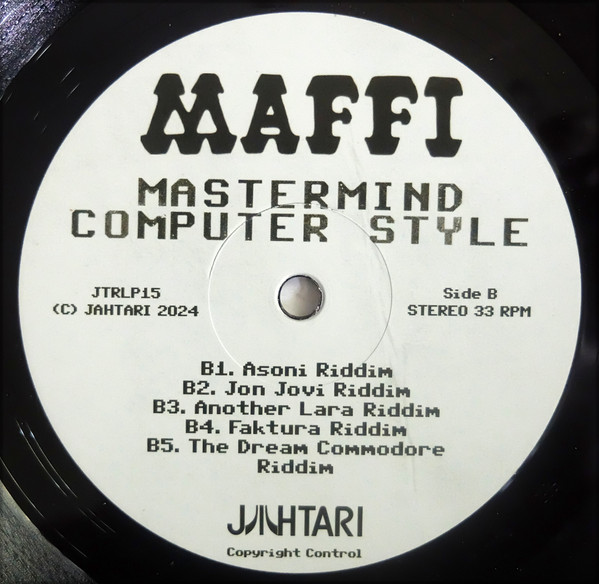 MAFFI
MASTERMIND
COMPUTER STYLE
JTRLP15
(C) JAHTARI 2024
Side B
STEREO 33 RPM
B1. Asoni Riddim
B2. Jon Jovi Riddim
B3. Another Lara Riddim
B4. Faktura Riddim
B5. The Dream Commodore
Riddim
JAHTARI
Copyright Control